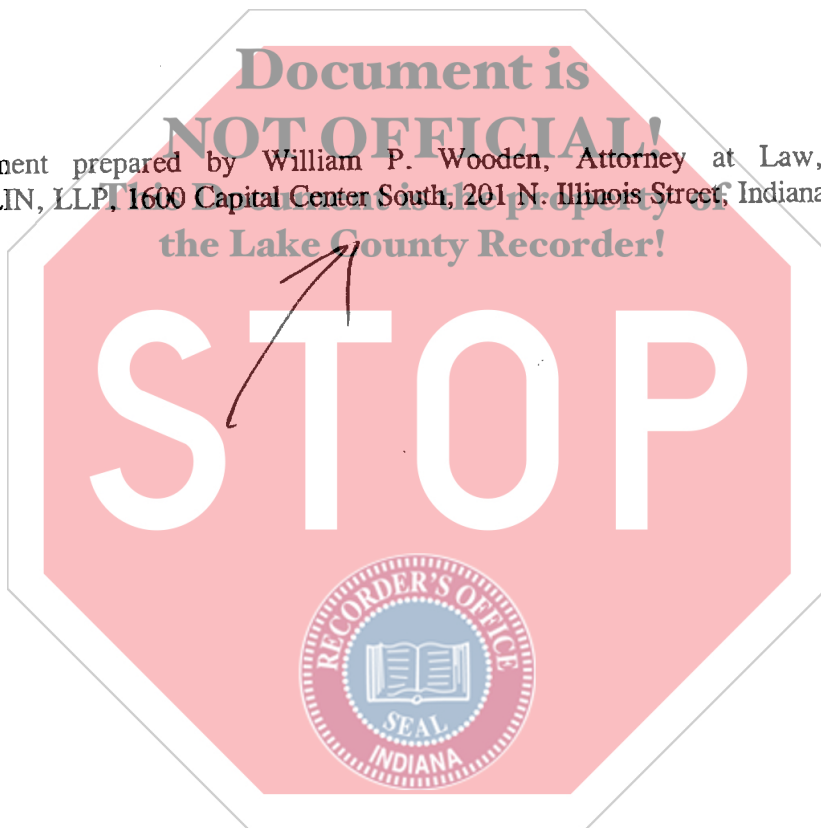 Document is
NOT OFFICIAL!
ment prepared by William P. Wooden, Attorney at Law,
LIN, LLP, 1600 Capital Center South, 201 N. Illinois Street, Indiana
This Document is the property of
the Lake County Recorder!
STOP
RECORDER'S OFFICE
SEAL
INDIANA